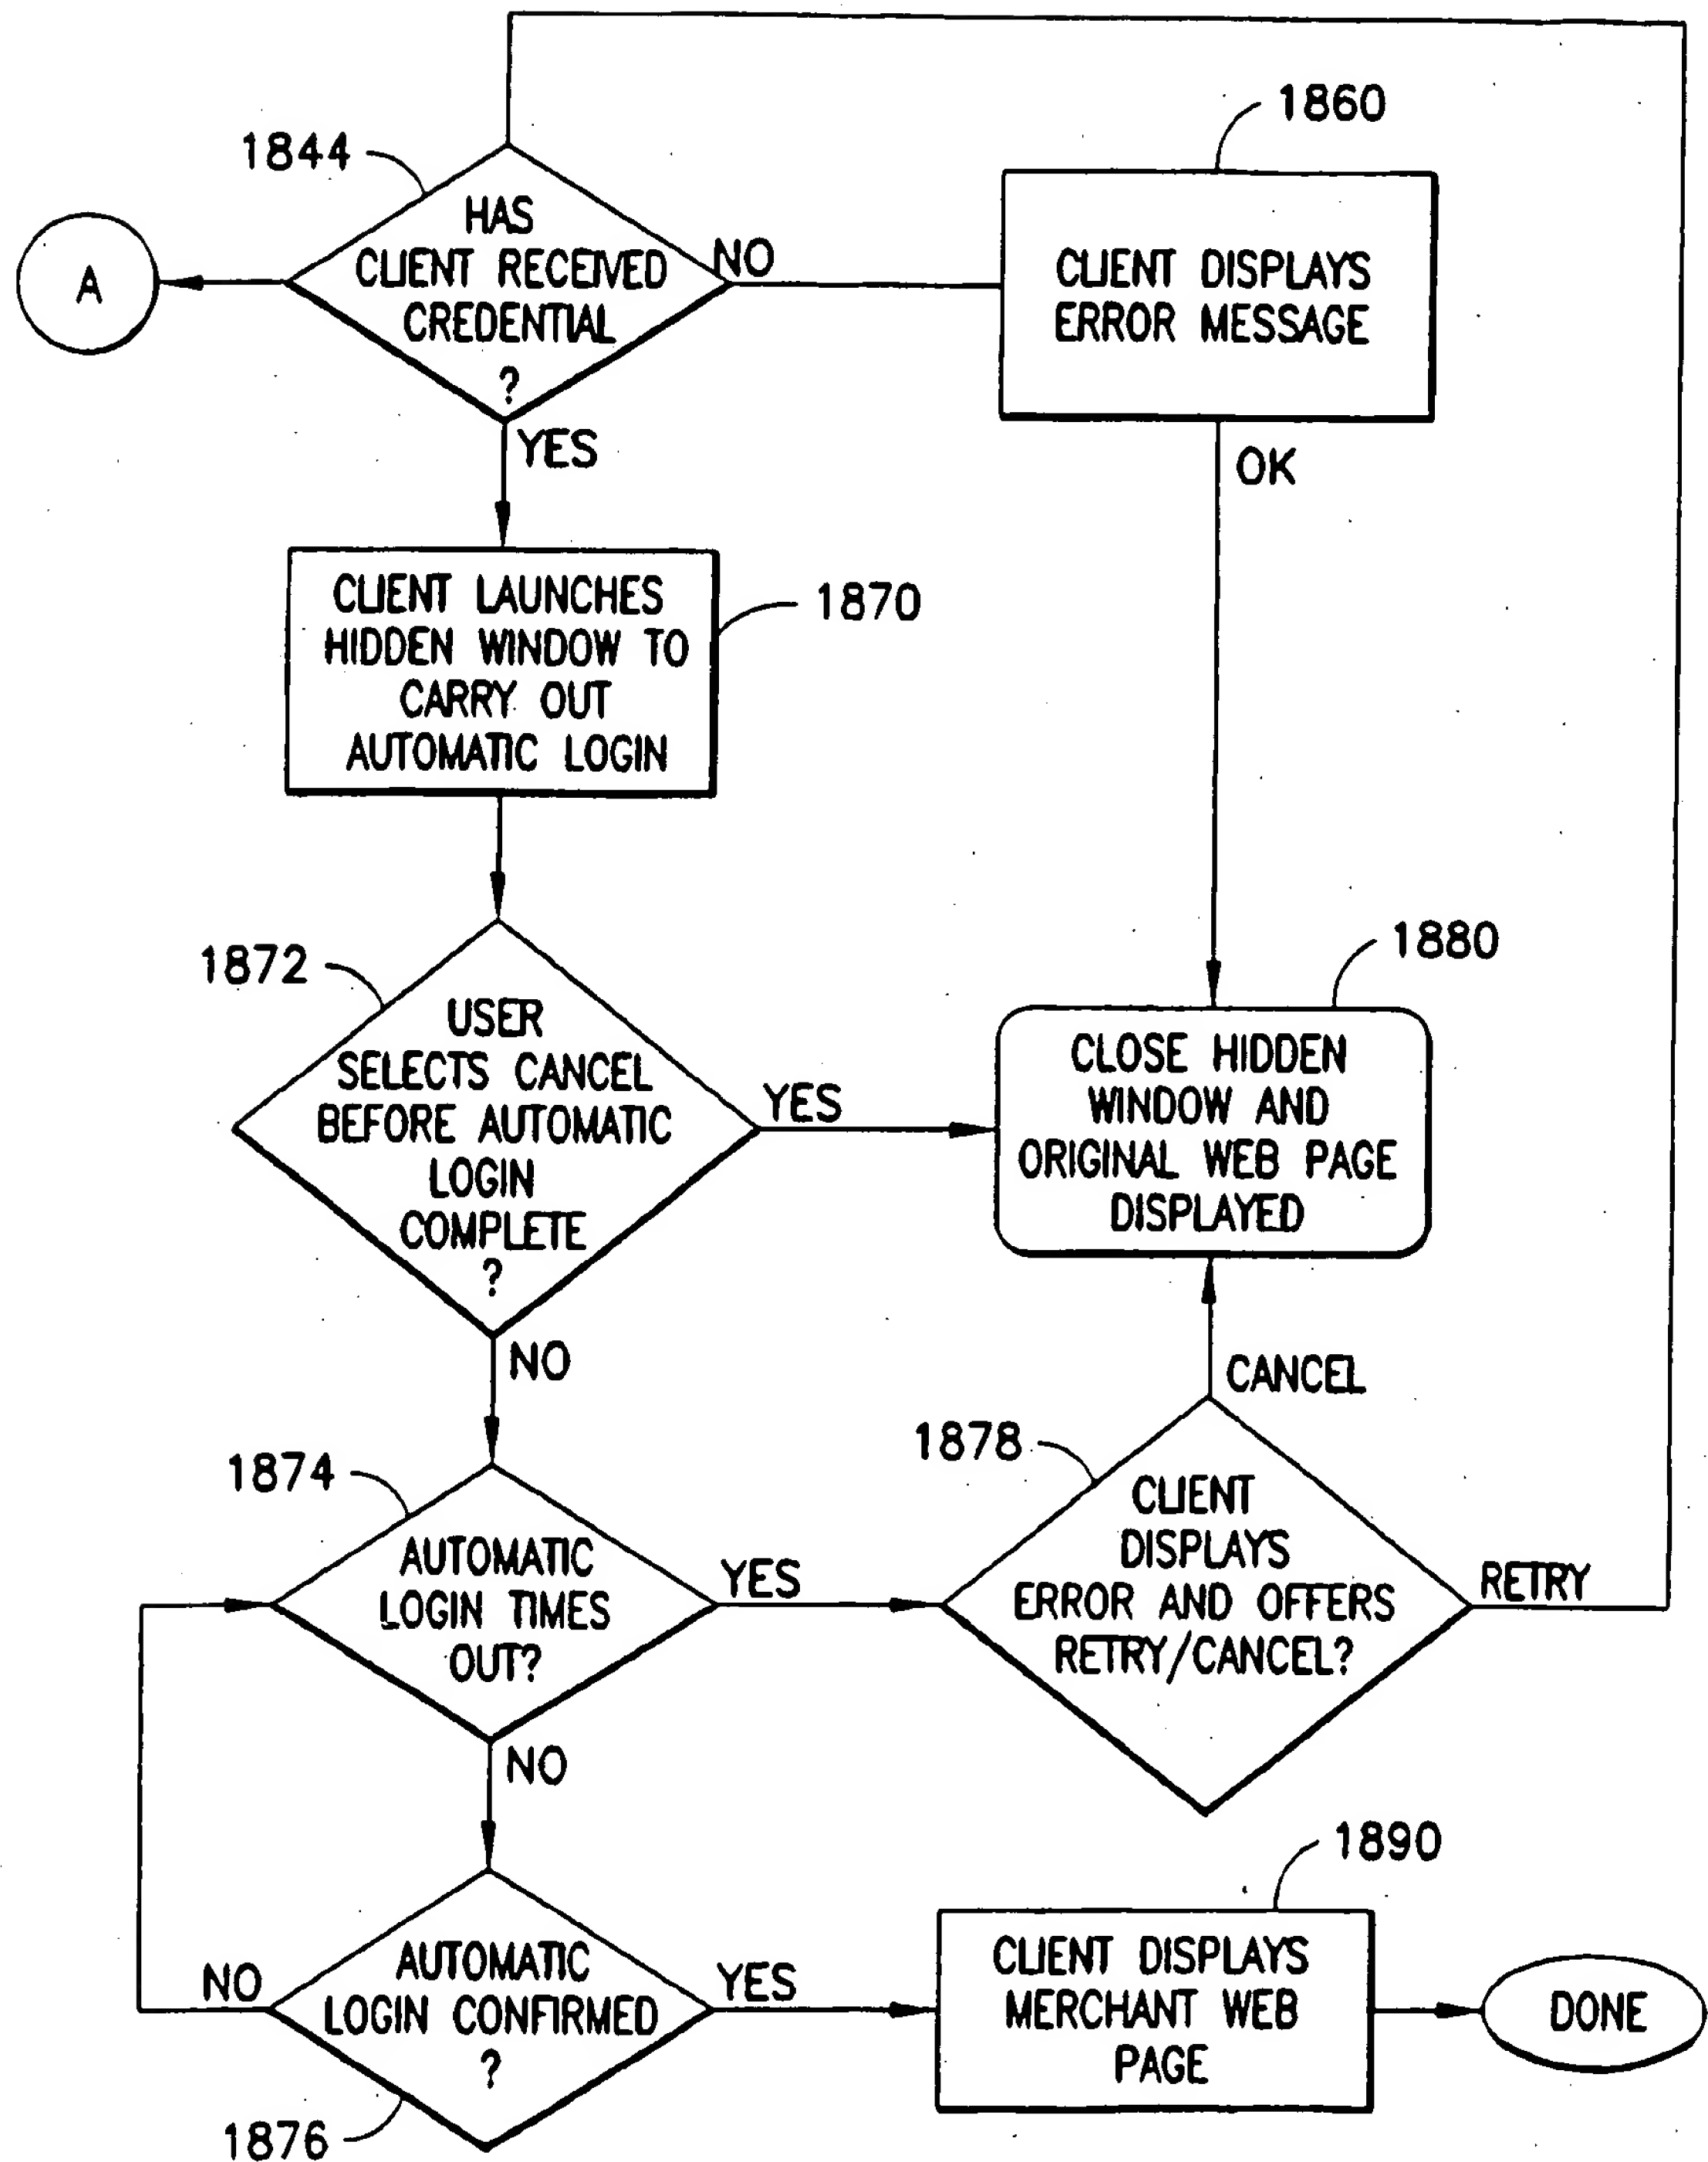 1860
1844
HAS
CLIENT RECEIVED
CREDENTIAL
?
NO
A
CLIENT DISPLAYS
ERROR MESSAGE
YES
OK
CLIENT LAUNCHES
HIDDEN WINDOW TO
CARRY OUT
AUTOMATIC LOGIN
1870
1872
1880
USER
SELECTS CANCEL
BEFORE AUTOMATIC
LOGIN
COMPLETE
?
YES
CLOSE HIDDEN
WINDOW AND
ORIGINAL WEB PAGE
DISPLAYED
NO
CANCEL
1874
1878
AUTOMATIC
LOGIN TIMES
OUT?
YES
CLIENT
DISPLAYS
ERROR AND OFFERS
RETRY/CANCEL?
RETRY
NO
1890
NO
AUTOMATIC
LOGIN CONFIRMED
?
YES
CLIENT DISPLAYS
MERCHANT WEB
PAGE
DONE
1876